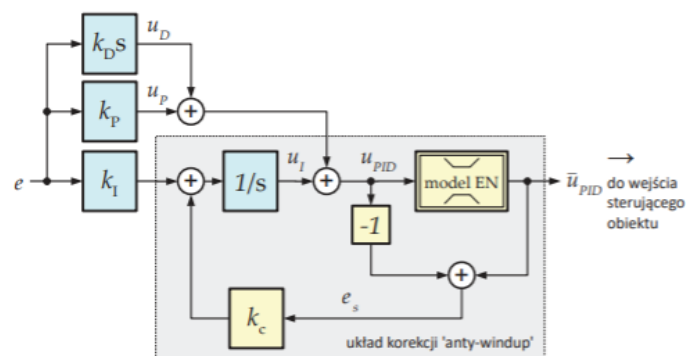 k_D s
u_D
k_P
u_P
+
e
k_I
+
1/s
u_I
+
u_PID
model EN
ū_PID
→
do wejścia
sterującego
obiektu
-1
+
k_c
e_s
układ korekcji 'anty-windup'